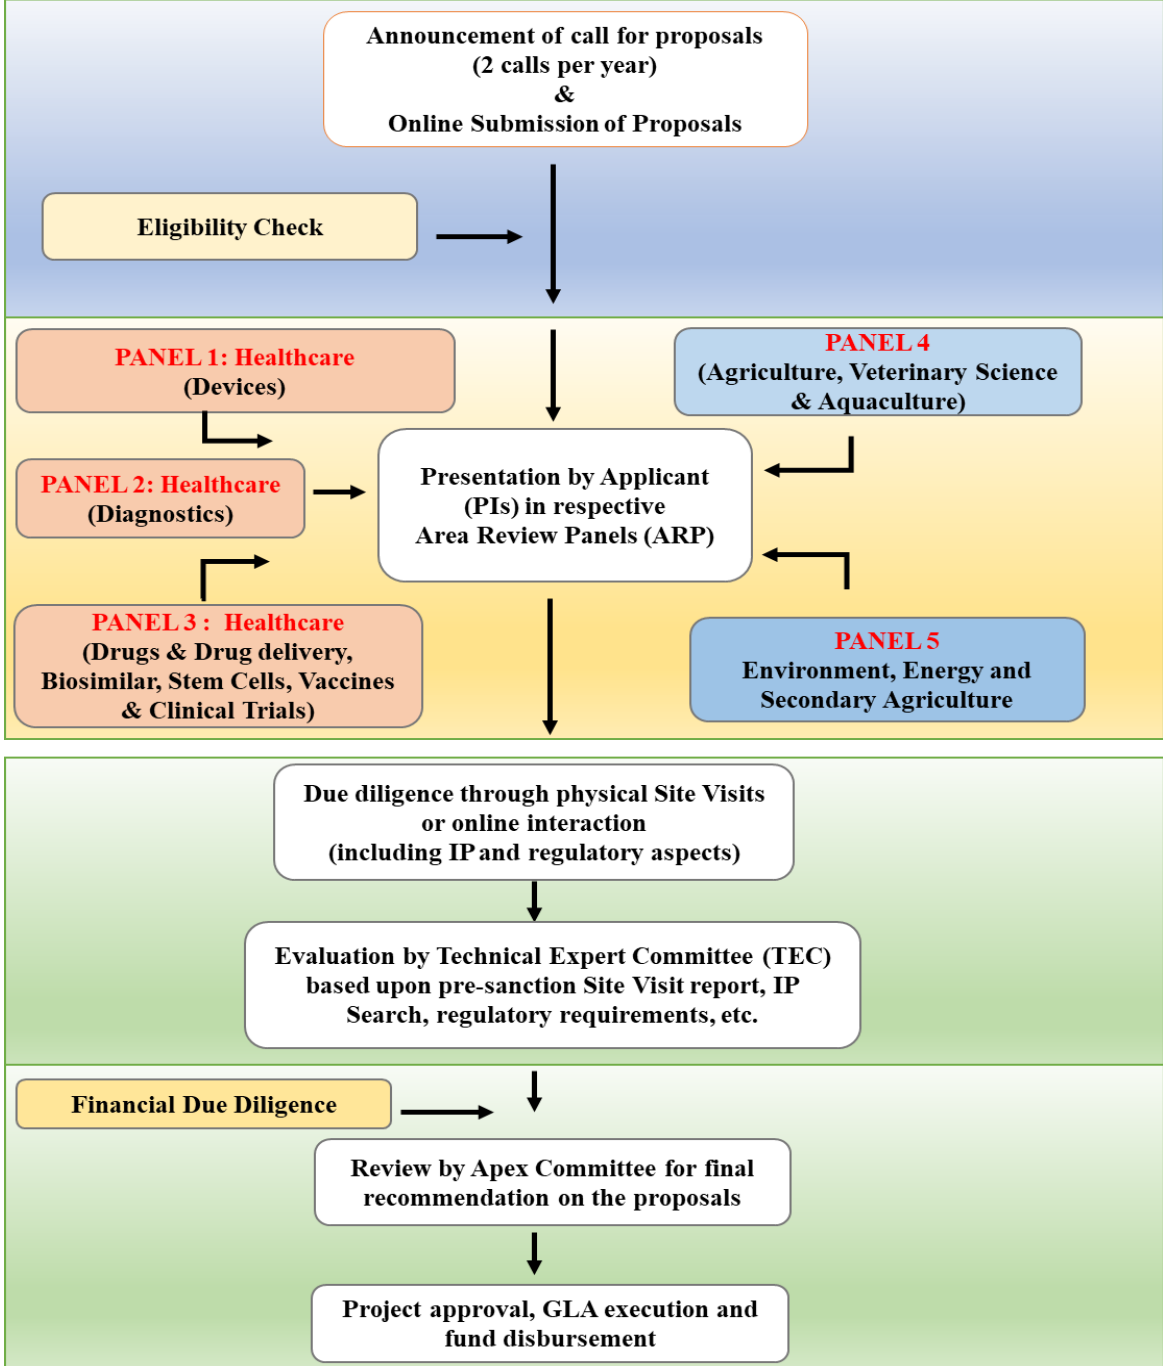 Announcement of call for proposals
(2 calls per year)
&
Online Submission of Proposals
Eligibility Check
PANEL 1: Healthcare
(Devices)
PANEL 4
(Agriculture, Veterinary Science
& Aquaculture)
PANEL 2: Healthcare
(Diagnostics)
Presentation by Applicant
(PIs) in respective
Area Review Panels (ARP)
PANEL 3 : Healthcare
(Drugs & Drug delivery,
Biosimilar, Stem Cells, Vaccines
& Clinical Trials)
PANEL 5
Environment, Energy and
Secondary Agriculture
Due diligence through physical Site Visits
or online interaction
(including IP and regulatory aspects)
Evaluation by Technical Expert Committee (TEC)
based upon pre-sanction Site Visit report, IP
Search, regulatory requirements, etc.
Financial Due Diligence
Review by Apex Committee for final
recommendation on the proposals
Project approval, GLA execution and
fund disbursement